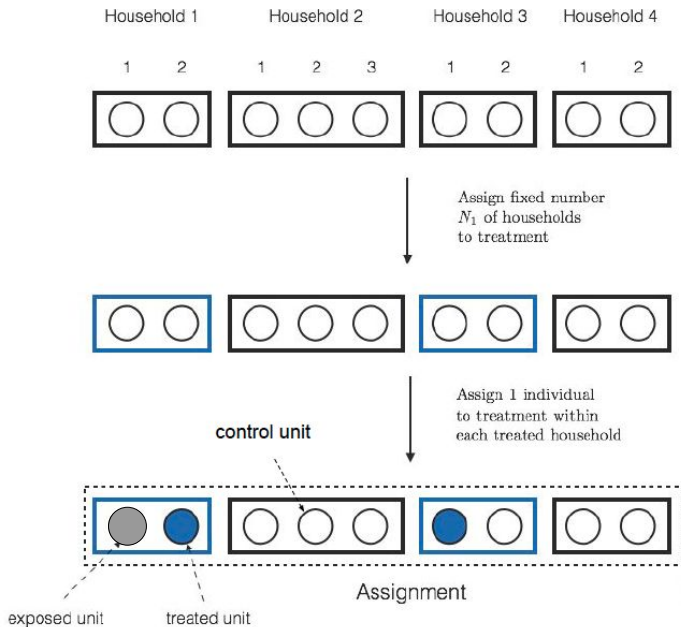 Household 1 Household 2 Household 3 Household 4
1 2 1 2 3 1 2 1 2
Assign fixed number
N₁ of households
to treatment
Assign 1 individual
to treatment within
each treated household
control unit
Assignment
exposed unit treated unit